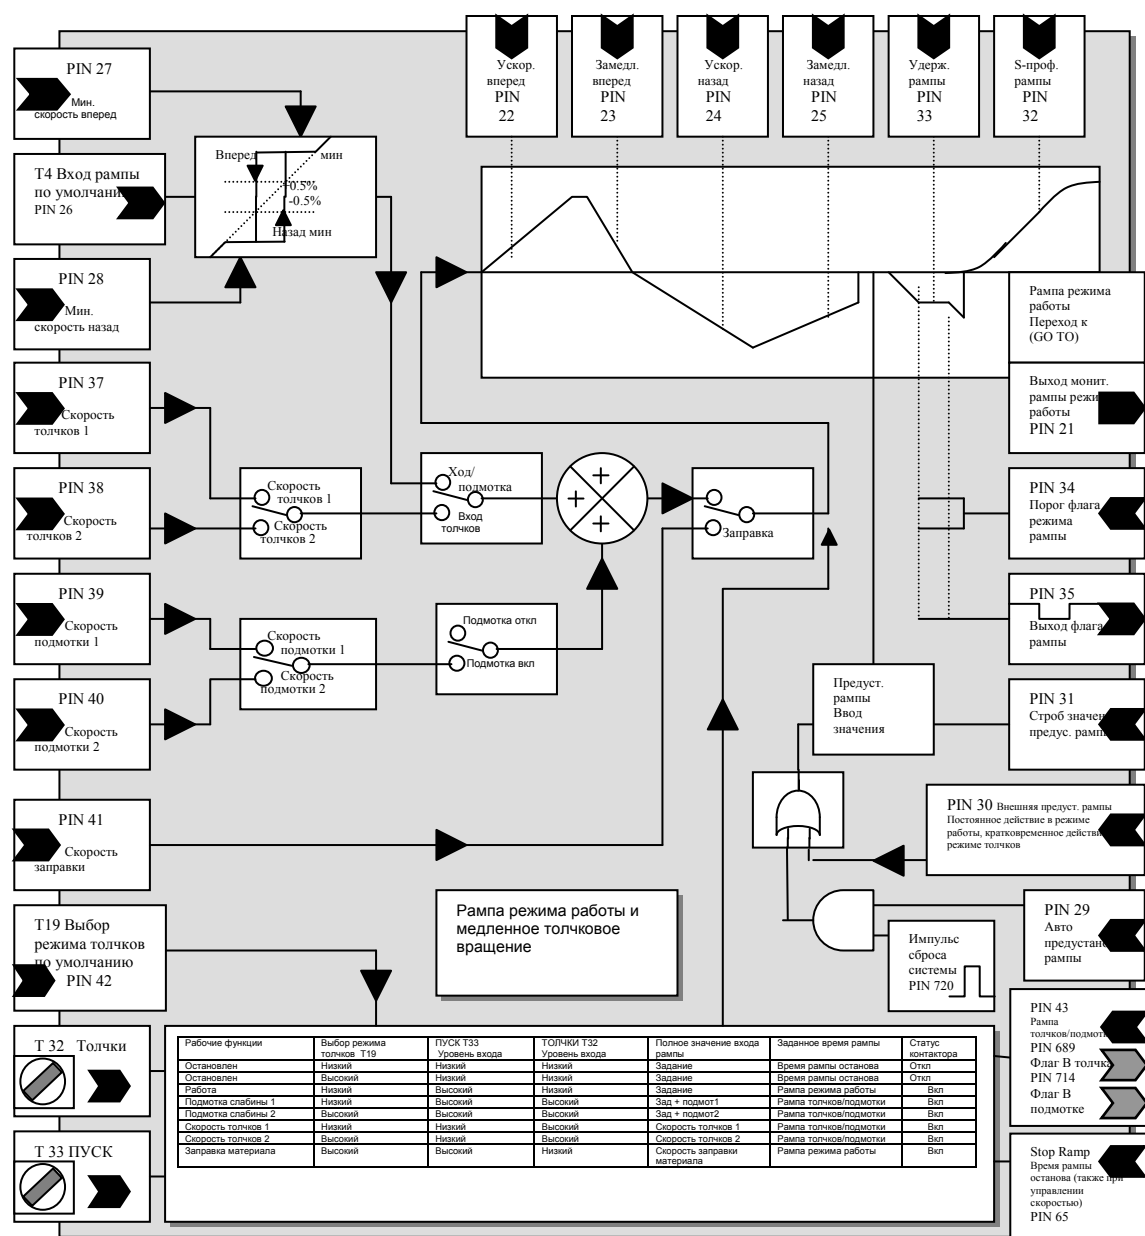 Ускор.
вперед
PIN
22
Замедл.
вперед
PIN
23
Ускор.
назад
PIN
24
Замедл.
назад
PIN
25
Удерж.
рампы
PIN
33
S-проф.
рампы
PIN
32
PIN 27
Мин.
скорость вперед
T4 Вход рампы
по умолчани
PIN 26
PIN 28
Мин.
скорость назад
Вперед мин
+0.5%
-0.5%
Назад мин
Рампа режима
работы
Переход к
(GO TO)
PIN 37
Скорость
толчков 1
Выход монит.
рампы режи
работы
PIN 21
PIN 38
Скорость
толчков 2
Скорость
толчков 1
Скорость
толчков 2
Ход/
подмотка
Вход
толчков
Заправка
PIN 34
Порог флага
режима
рампы
PIN 39
Скорость
подмотки 1
PIN 35
Выход флага
рампы
Скорость
подмотки 1
Скорость
подмотки 2
Подмотка откл
Подмотка вкл
PIN 40
Скорость
подмотки 2
Предуст.
рампы
Ввод
значения
PIN 31
Строб значен
предус. рамп
PIN 41
Скорость
заправки
PIN 30 Внешняя предуст. рампы
Постоянное действие в режиме
работы, кратковременное действи
режиме толчков
T19 Выбор
режима толчков
по умолчанию
PIN 42
Рампа режима работы и
медленное толчковое
вращение
Импульс
сброса
системы
PIN 720
PIN 29
Авто
предустано
рампы
T 32 Толчки
T 33 ПУСК
Рабочие функции Выбор режима толчков T19 ПУСК T33 Уровень входа ТОЛЧКИ T32 Уровень входа Полное значение входа рампы Заданное время рампы Статус контактора
Остановлен Низкий Низкий Низкий Задание Время рампы останова Откл
Остановлен Высокий Низкий Низкий Задание Время рампы останова Откл
Работа Низкий Высокий Низкий Задание Рампа режима работы Вкл
Подмотка слабины 1 Низкий Высокий Высокий Зад + подмот1 Рампа толчков/подмотки Вкл
Подмотка слабины 2 Высокий Высокий Высокий Зад + подмот2 Рампа толчков/подмотки Вкл
Скорость толчков 1 Низкий Низкий Высокий Скорость толчков 1 Рампа толчков/подмотки Вкл
Скорость толчков 2 Высокий Низкий Высокий Скорость толчков 2 Рампа толчков/подмотки Вкл
Заправка материала Высокий Высокий Низкий Скорость заправки материала Рампа режима работы Вкл
PIN 43
Рампа
толчков/подмотк
PIN 689
Флаг В толчка
PIN 714
Флаг В
подмотке
Stop Ramp
Время рампы
останова (также при
управлении
скоростью)
PIN 65